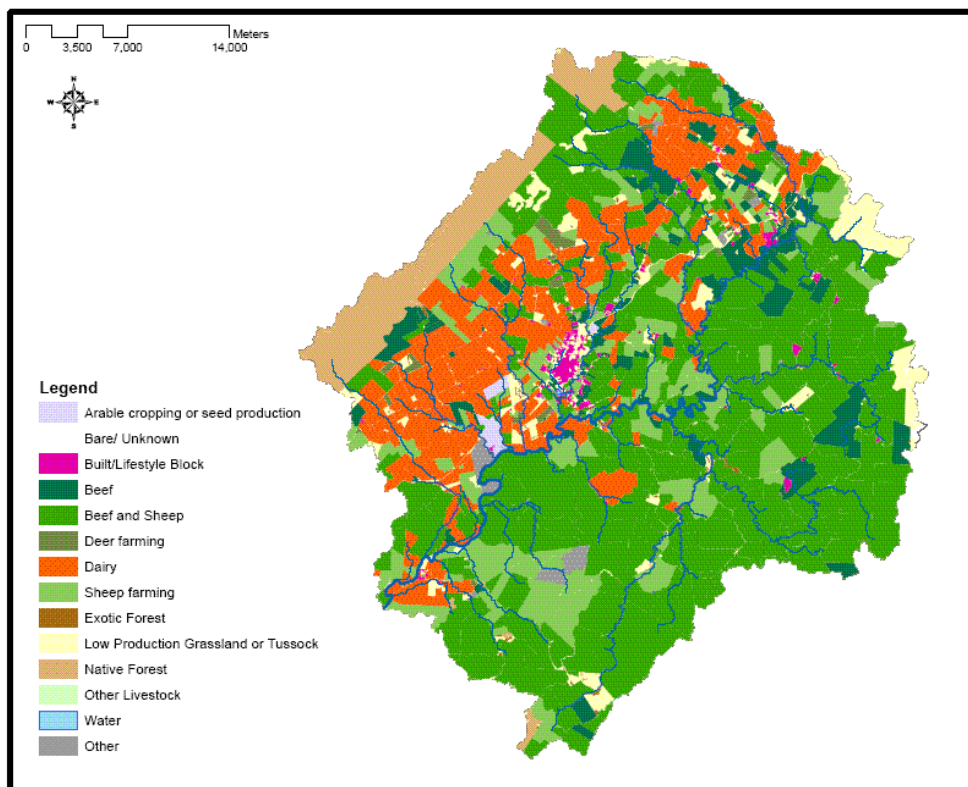 Meters
0 3,500 7,000 14,000
N
W E
S
Legend
Arable cropping or seed production
Bare/ Unknown
Built/Lifestyle Block
Beef
Beef and Sheep
Deer farming
Dairy
Sheep farming
Exotic Forest
Low Production Grassland or Tussock
Native Forest
Other Livestock
Water
Other